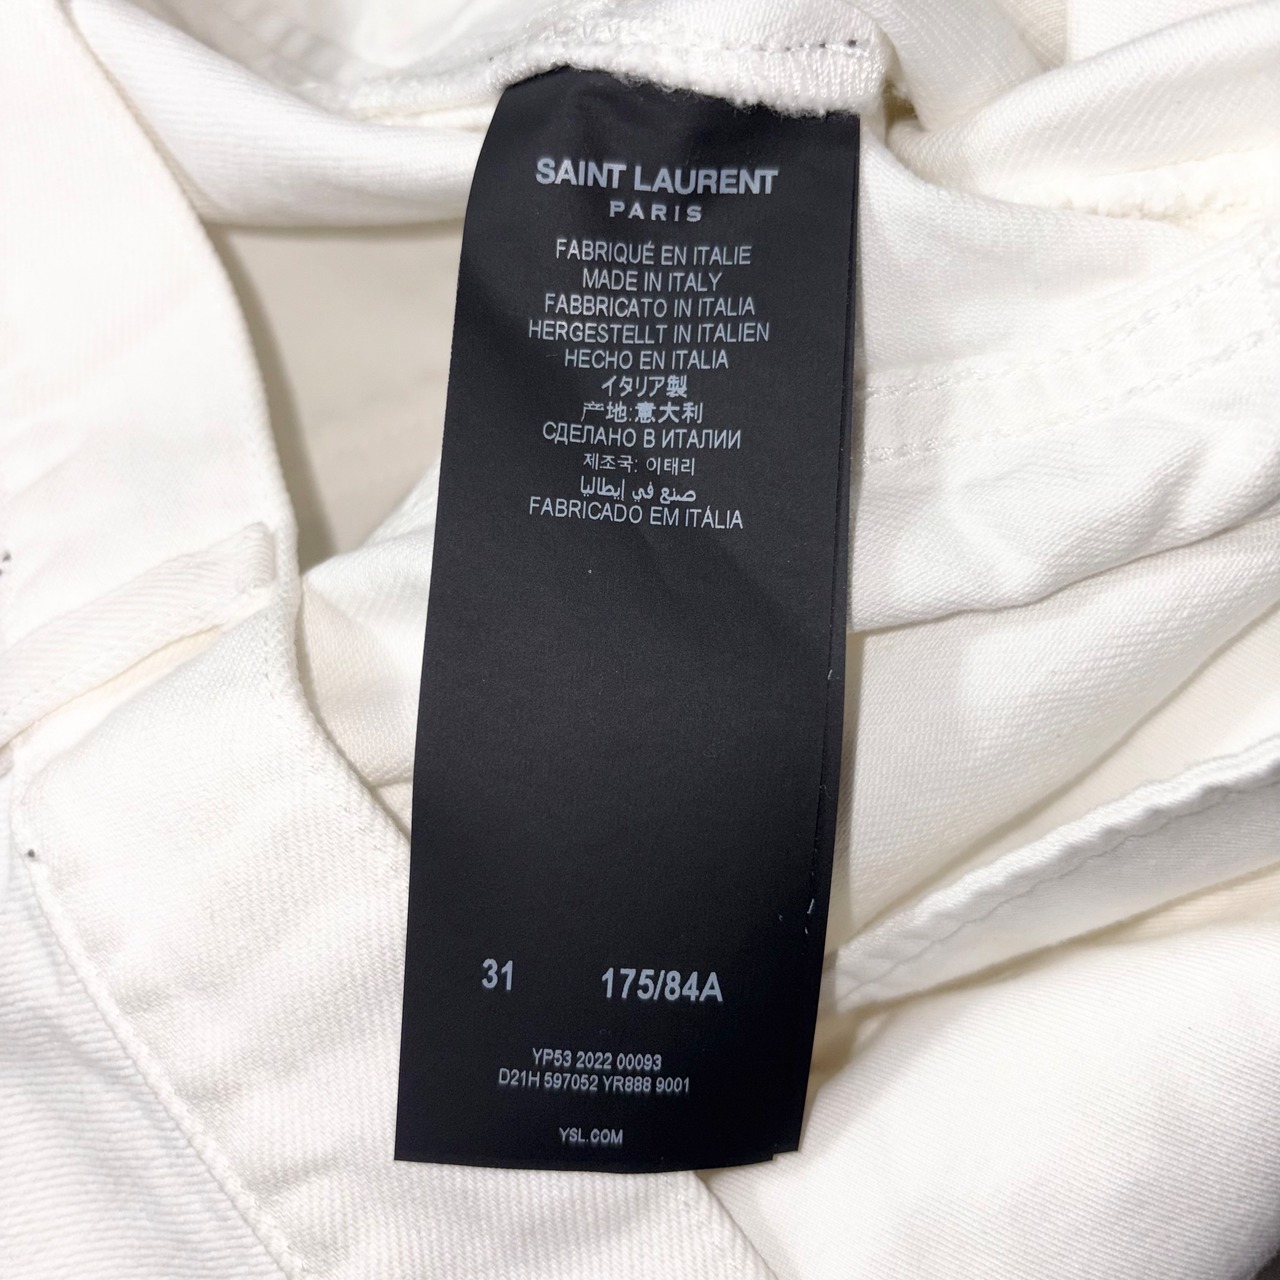 SAINT LAURENT
PARIS
FABRIQUÉ EN ITALIE
MADE IN ITALY
FABBRICATO IN ITALIA
HERGESTELLT IN ITALIEN
HECHO EN ITALIA
イタリア製
产地:意大利
СДЕЛАНО В ИТАЛИИ
제조국: 이태리
صنع في إيطاليا
FABRICADO EM ITÁLIA
31 175/84A
YP53 2022 00093
D21H 597052 YR888 9001
YSL.COM